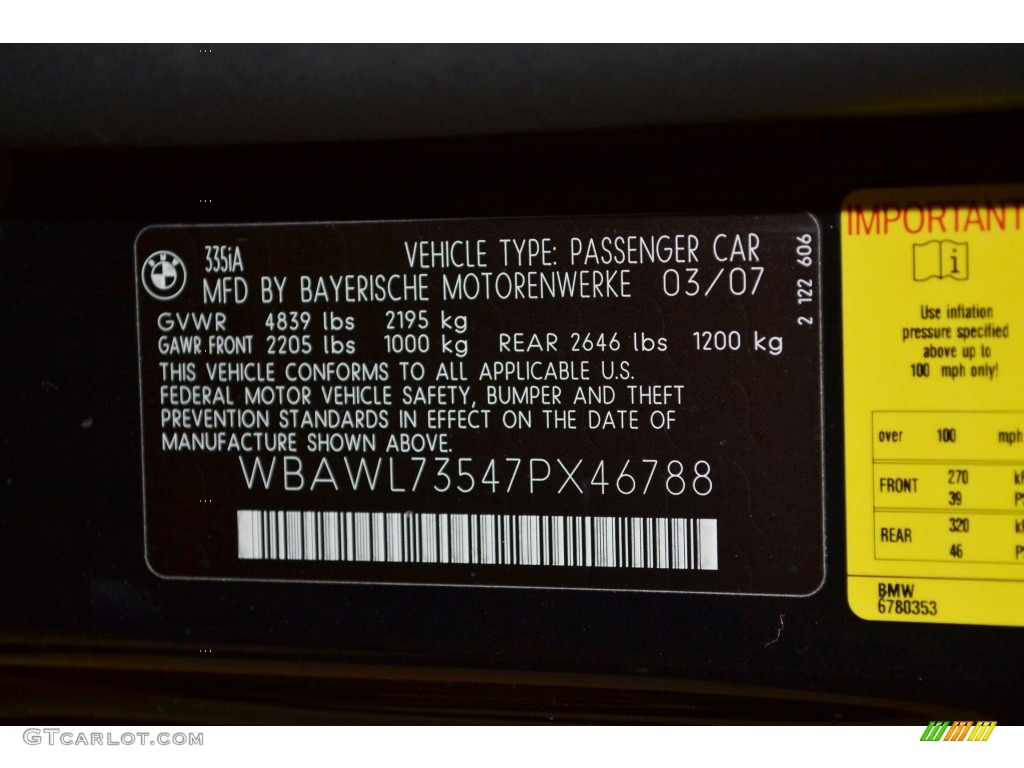 335iA
VEHICLE TYPE: PASSENGER CAR
MFD BY BAYERISCHE MOTORENWERKE 03/07
GVWR 4839 lbs 2195 kg
GAWR FRONT 2205 lbs 1000 kg REAR 2646 lbs 1200 kg
THIS VEHICLE CONFORMS TO ALL APPLICABLE U.S.
FEDERAL MOTOR VEHICLE SAFETY, BUMPER AND THEFT
PREVENTION STANDARDS IN EFFECT ON THE DATE OF
MANUFACTURE SHOWN ABOVE.
WBAWL73547PX46788
2 122 606
IMPORTANT
i
Use inflation
pressure specified
above up to
100 mph only!
over 100 mph
FRONT 270
39
REAR 320
46
BMW
6780353
GTCarlot.com